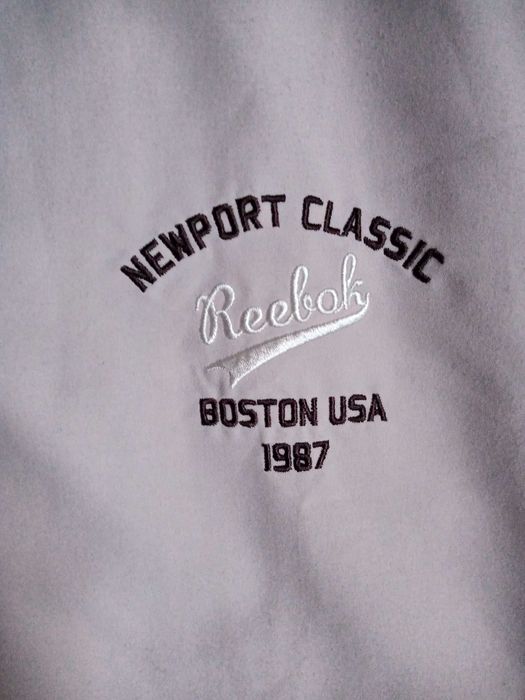 NEWPORT CLASSIC
Reebok
BOSTON USA
1987